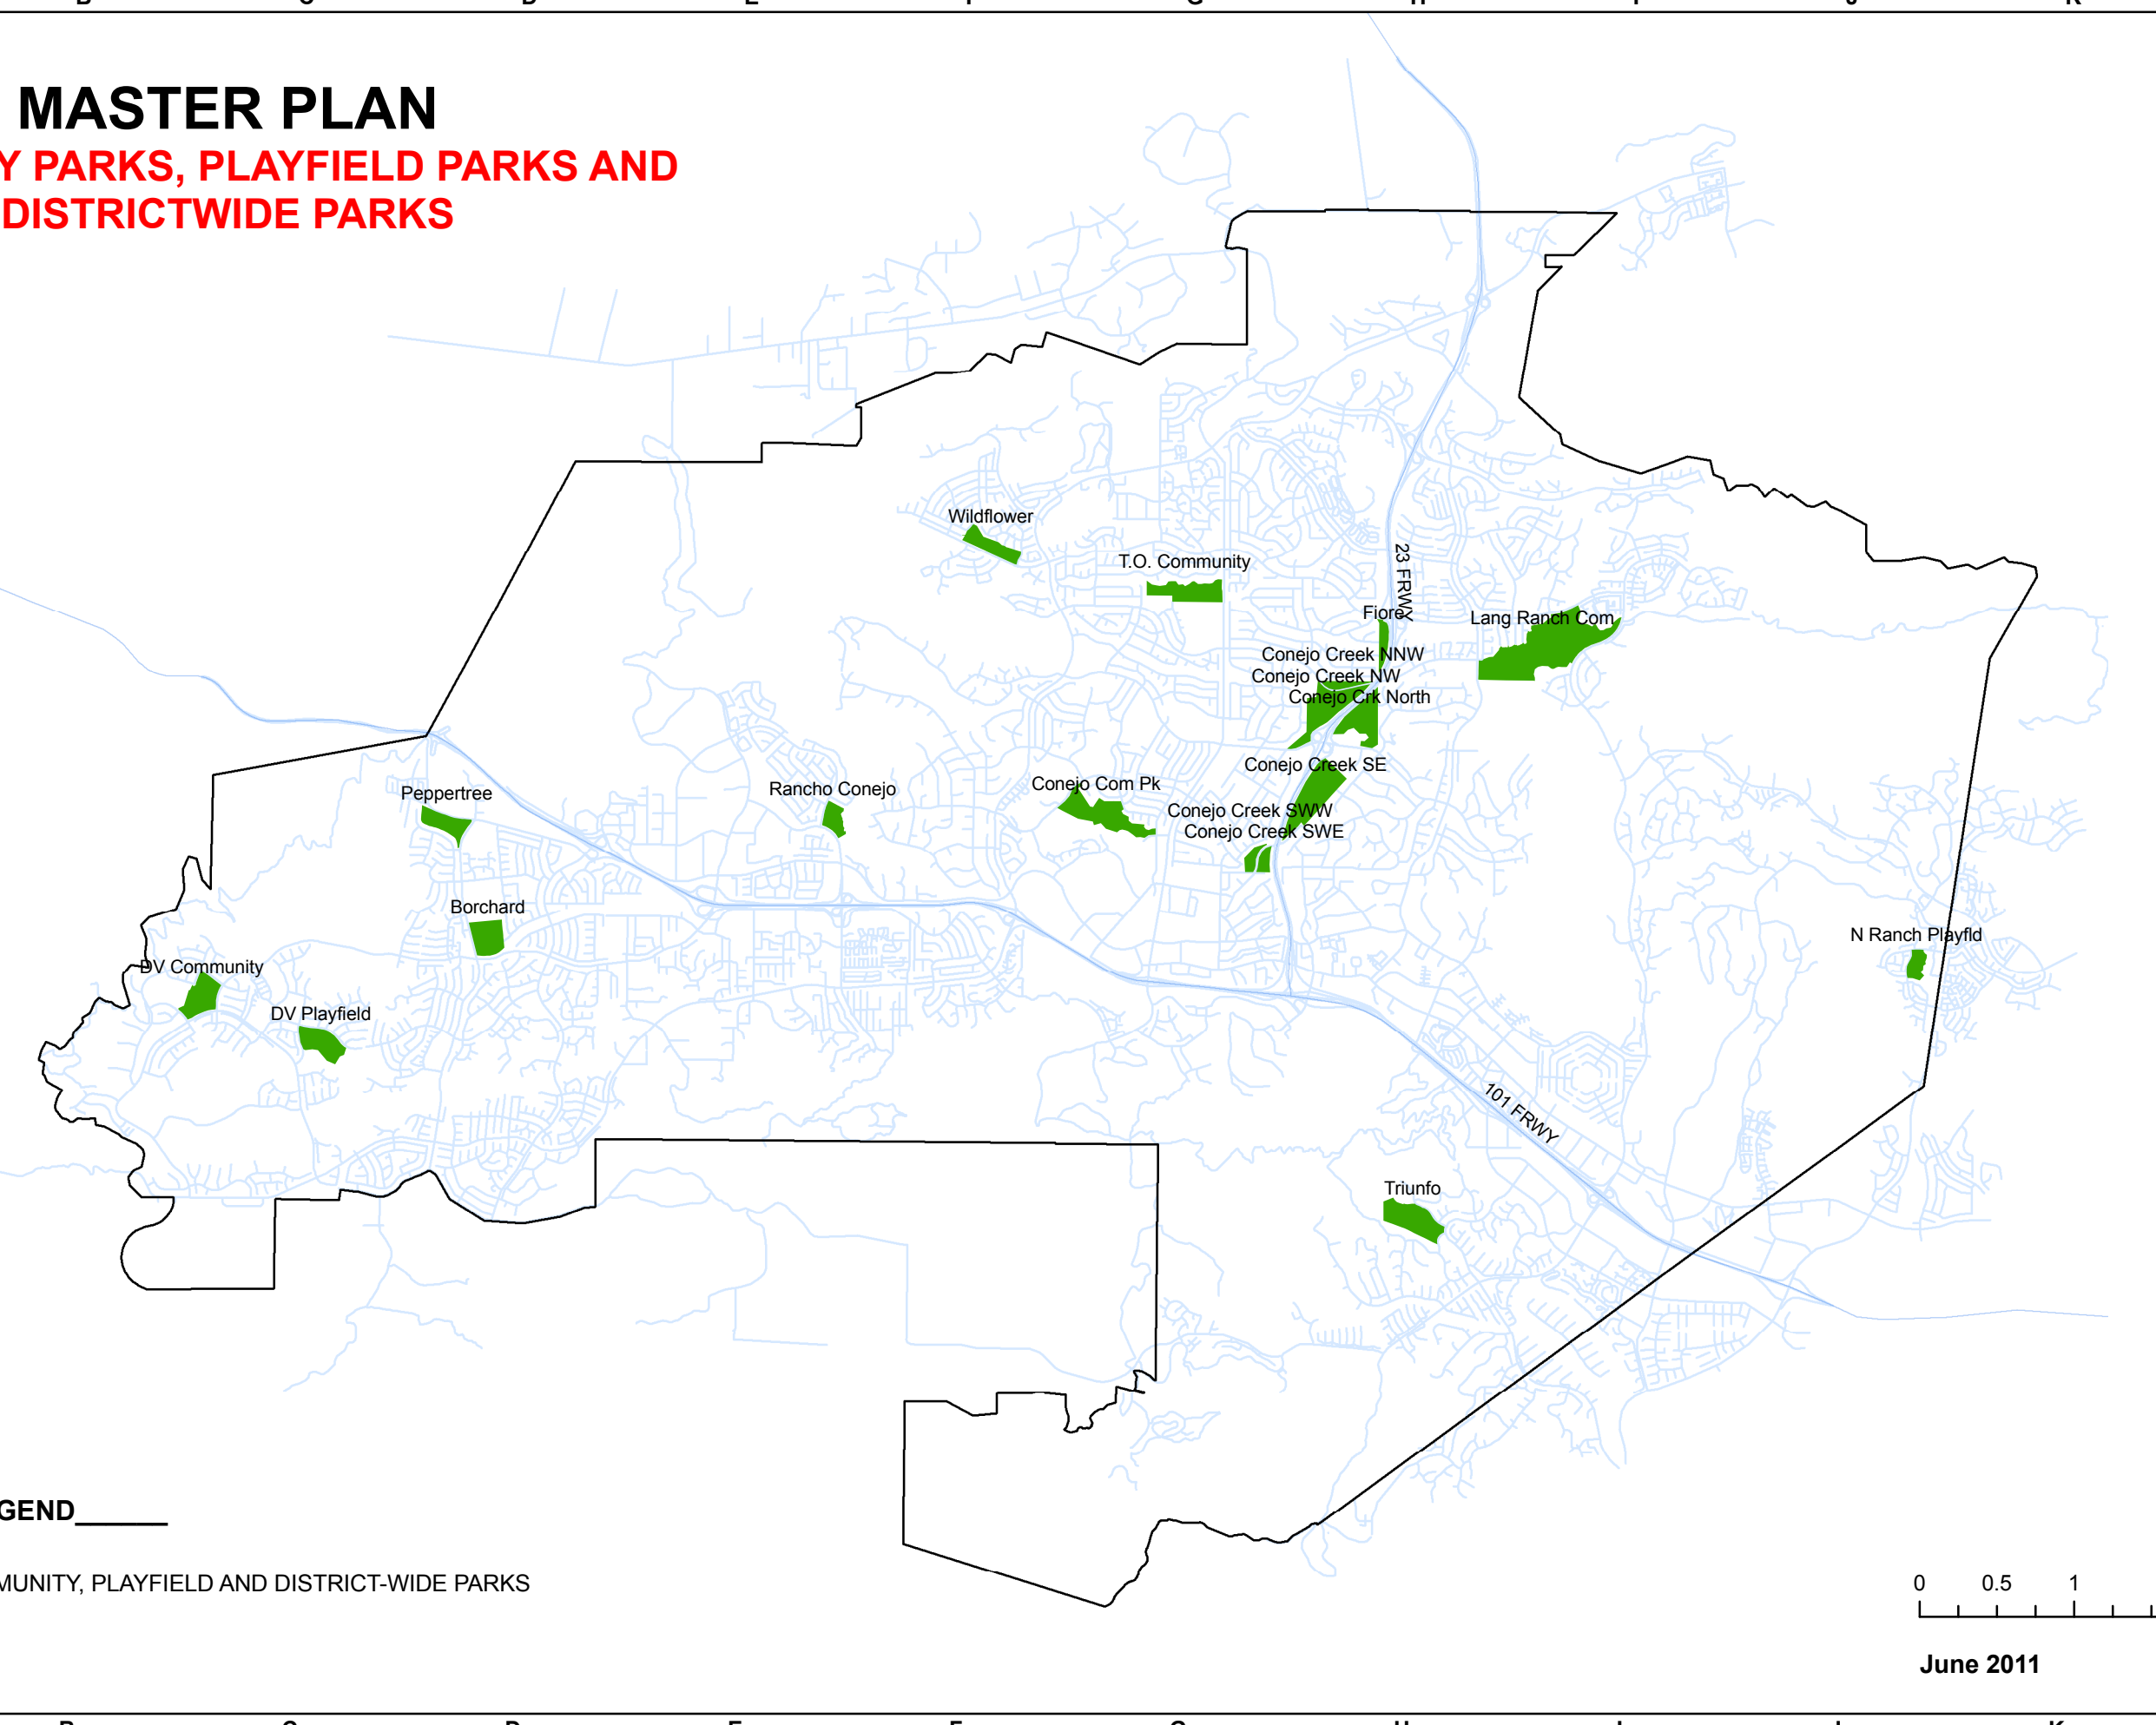 MASTER PLAN
Y PARKS, PLAYFIELD PARKS AND
DISTRICTWIDE PARKS
Wildflower
T.O. Community
23 FRWY
Fiore
Lang Ranch Com
Conejo Creek NNW
Conejo Creek NW
Conejo Crk North
Conejo Creek SE
Peppertree
Rancho Conejo
Conejo Com Pk
Conejo Creek SWW
Conejo Creek SWE
Borchard
N Ranch Playfld
DV Community
DV Playfield
101 FRWY
Triunfo
GEND______
MUNITY, PLAYFIELD AND DISTRICT-WIDE PARKS
0 0.5 1
June 2011